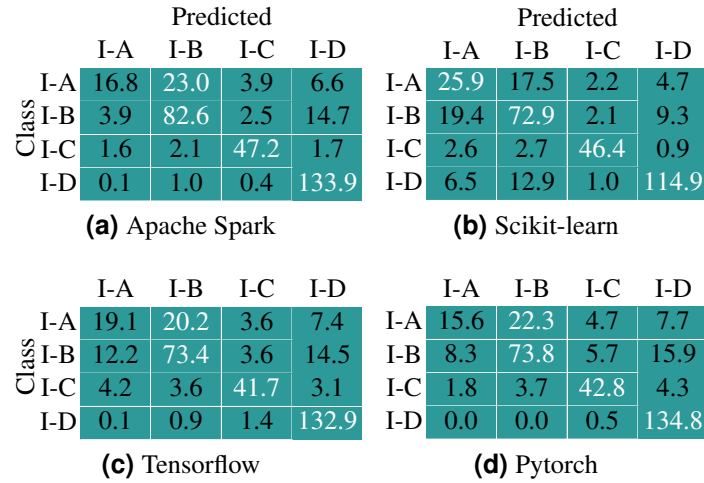 Predicted Predicted
I-A I-B I-C I-D I-A I-B I-C I-D
I-A 16.8 23.0 3.9 6.6 I-A 25.9 17.5 2.2 4.7
I-B 3.9 82.6 2.5 14.7 I-B 19.4 72.9 2.1 9.3
Class
I-C 1.6 2.1 47.2 1.7 I-C 2.6 2.7 46.4 0.9
I-D 0.1 1.0 0.4 133.9 I-D 6.5 12.9 1.0 114.9
(a) Apache Spark (b) Scikit-learn
I-A I-B I-C I-D I-A I-B I-C I-D
I-A 19.1 20.2 3.6 7.4 I-A 15.6 22.3 4.7 7.7
I-B 12.2 73.4 3.6 14.5 I-B 8.3 73.8 5.7 15.9
Class
I-C 4.2 3.6 41.7 3.1 I-C 1.8 3.7 42.8 4.3
I-D 0.1 0.9 1.4 132.9 I-D 0.0 0.0 0.5 134.8
(c) Tensorflow (d) Pytorch